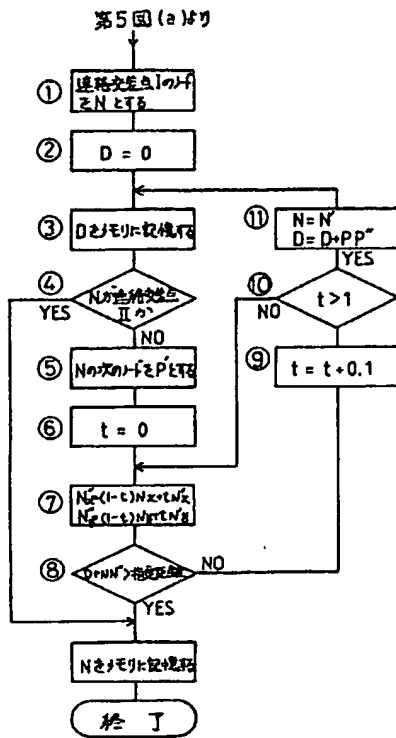 第5図(a)より
① 連絡交差点Iのノード
をNとする
② D = 0
③ Dをメモリに記憶する
④ Nが連絡交差点
IIか
YES
NO
⑤ Nの次のノードをP'とする
⑥ t = 0
⑦ N''x=(1-t)Nx+tN'x
⑧
NO
YES
⑨ t = t+0.1
⑩ t>1
NO
YES
⑪ N=N'
D=D+PP''
Nをメモリに記憶する
終了